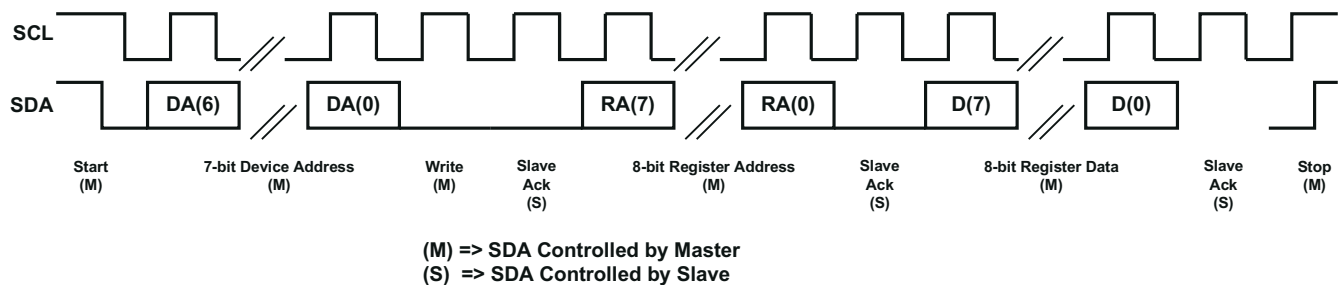 SCL
SDA DA(6) DA(0) RA(7) RA(0) D(7) D(0)
Start 7-bit Device Address Write Slave 8-bit Register Address Slave 8-bit Register Data Slave Stop
(M) (M) (M) Ack (M) Ack (M) Ack (M)
(S) (S) (S)
(M) => SDA Controlled by Master
(S) => SDA Controlled by Slave